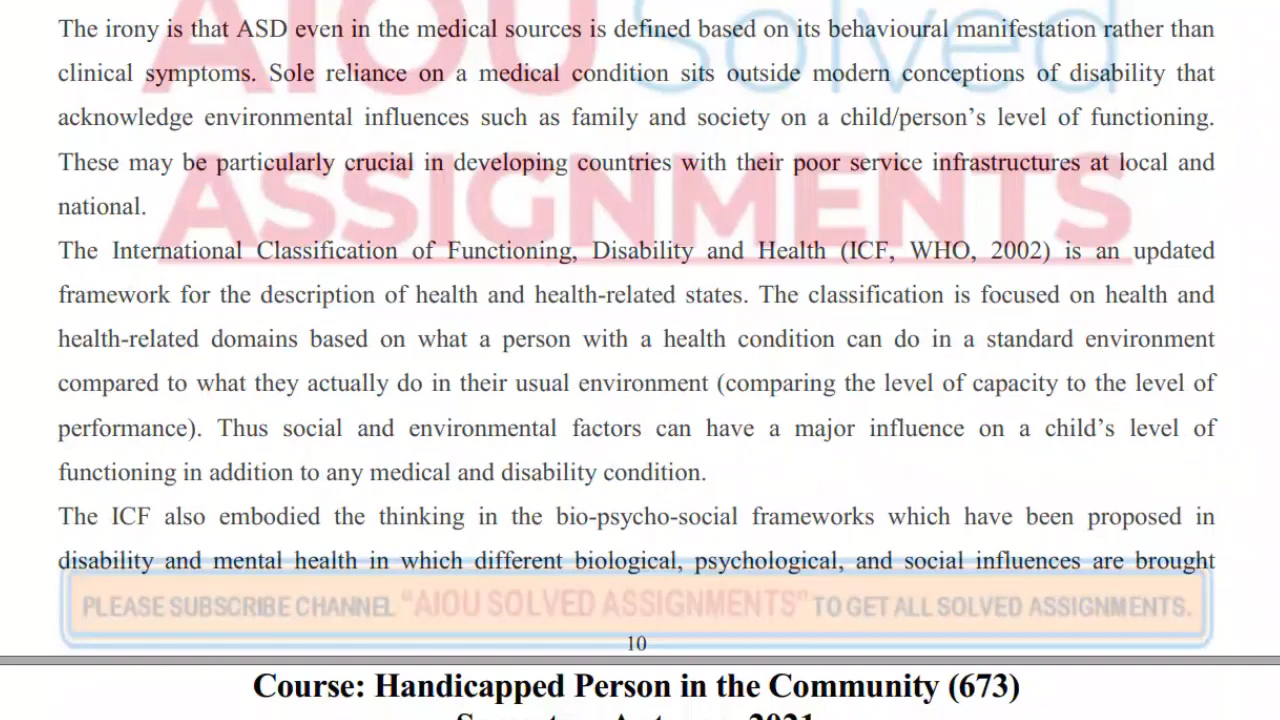 AIOU Solved
ASSIGNMENTS
The irony is that ASD even in the medical sources is defined based on its behavioural manifestation rather than
clinical symptoms. Sole reliance on a medical condition sits outside modern conceptions of disability that
acknowledge environmental influences such as family and society on a child/person’s level of functioning.
These may be particularly crucial in developing countries with their poor service infrastructures at local and
national.
The International Classification of Functioning, Disability and Health (ICF, WHO, 2002) is an updated
framework for the description of health and health-related states. The classification is focused on health and
health-related domains based on what a person with a health condition can do in a standard environment
compared to what they actually do in their usual environment (comparing the level of capacity to the level of
performance). Thus social and environmental factors can have a major influence on a child’s level of
functioning in addition to any medical and disability condition.
The ICF also embodied the thinking in the bio-psycho-social frameworks which have been proposed in
disability and mental health in which different biological, psychological, and social influences are brought
PLEASE SUBSCRIBE CHANNEL “AIOU SOLVED ASSIGNMENTS” TO GET ALL SOLVED ASSIGNMENTS.
10
Course: Handicapped Person in the Community (673)